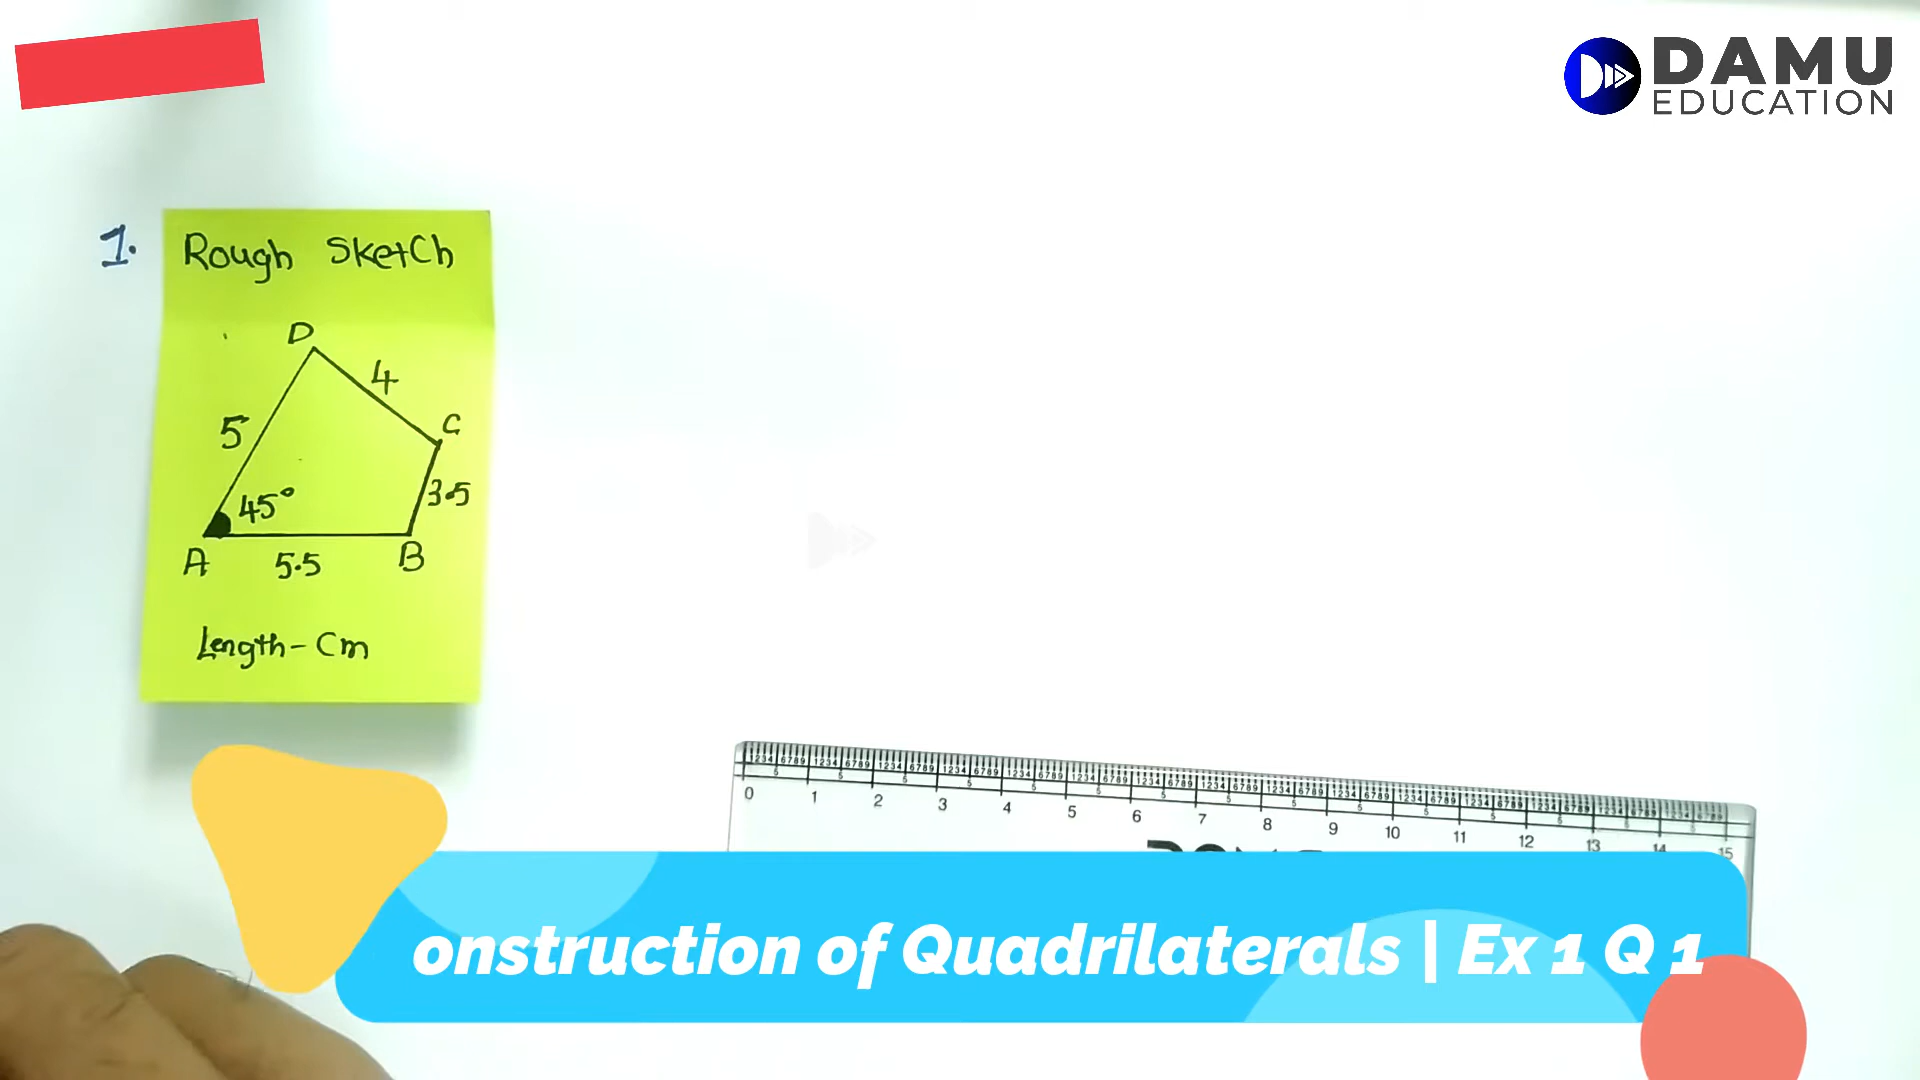 DAMU
EDUCATION
1. Rough Sketch
D
4
C
5
3.5
45°
A 5.5 B
Length - Cm
0 1 2 3 4 5 6 7 8 9 10 11 12 13 14 15
onstruction of Quadrilaterals | Ex 1 Q 1